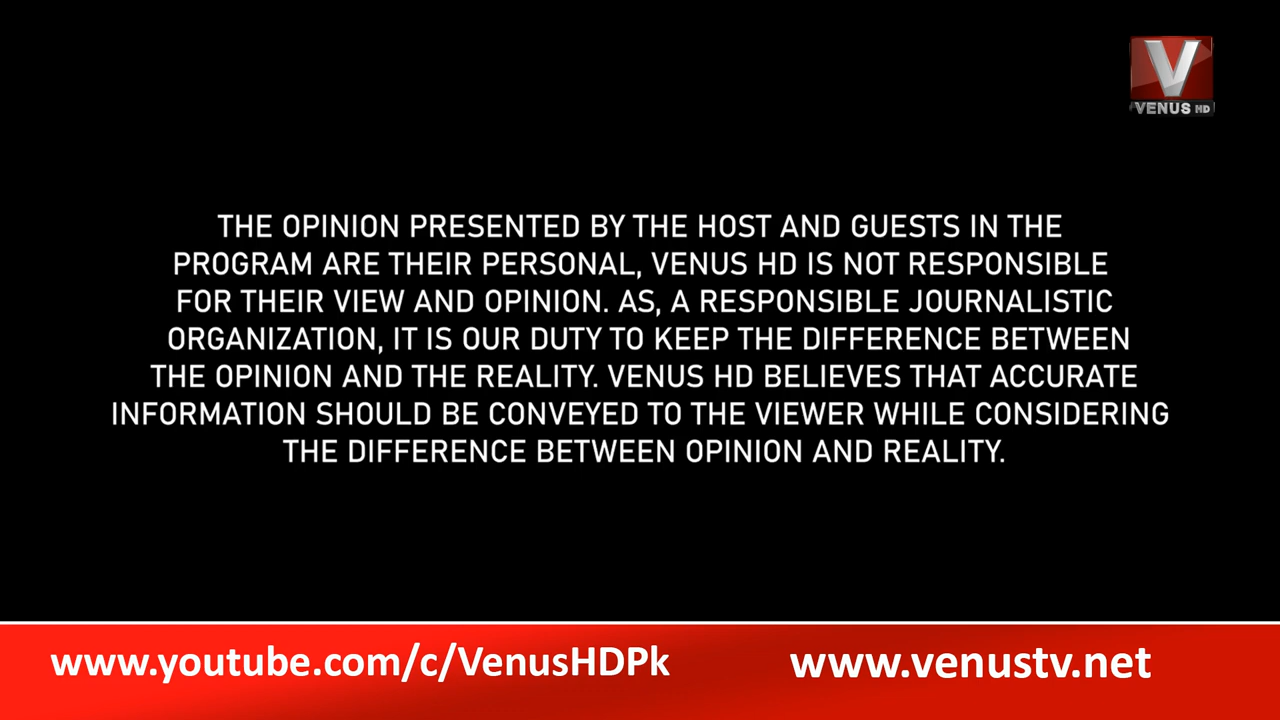 V
VENUS HD
THE OPINION PRESENTED BY THE HOST AND GUESTS IN THE
PROGRAM ARE THEIR PERSONAL, VENUS HD IS NOT RESPONSIBLE
FOR THEIR VIEW AND OPINION. AS, A RESPONSIBLE JOURNALISTIC
ORGANIZATION, IT IS OUR DUTY TO KEEP THE DIFFERENCE BETWEEN
THE OPINION AND THE REALITY. VENUS HD BELIEVES THAT ACCURATE
INFORMATION SHOULD BE CONVEYED TO THE VIEWER WHILE CONSIDERING
THE DIFFERENCE BETWEEN OPINION AND REALITY.
www.youtube.com/c/VenusHDPk
www.venustv.net